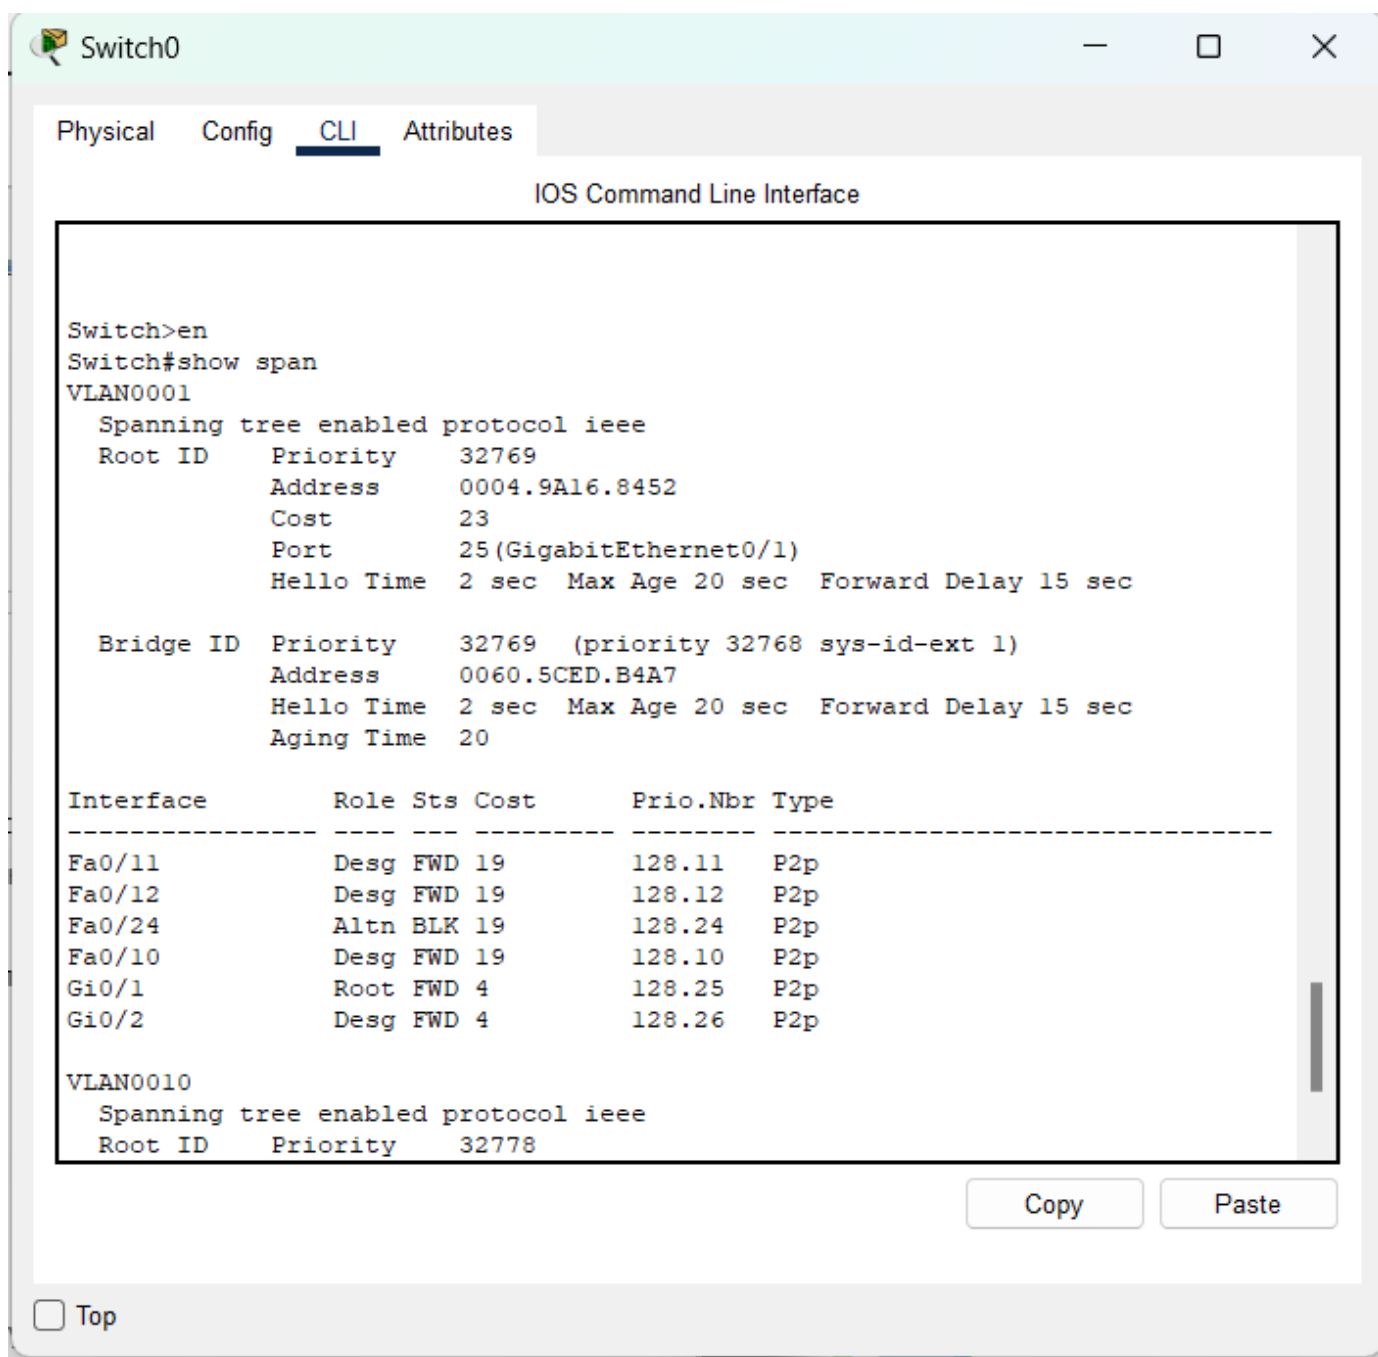 Switch0
Physical Config CLI Attributes
IOS Command Line Interface
Switch>en
Switch#show span
VLAN0001
  Spanning tree enabled protocol ieee
  Root ID    Priority    32769
             Address     0004.9A16.8452
             Cost        23
             Port        25(GigabitEthernet0/1)
             Hello Time  2 sec  Max Age 20 sec  Forward Delay 15 sec

  Bridge ID  Priority    32769  (priority 32768 sys-id-ext 1)
             Address     0060.5CED.B4A7
             Hello Time  2 sec  Max Age 20 sec  Forward Delay 15 sec
             Aging Time  20

Interface        Role Sts Cost      Prio.Nbr Type
---------------- ---- --- --------- -------- --------------------------------
Fa0/11           Desg FWD 19        128.11   P2p
Fa0/12           Desg FWD 19        128.12   P2p
Fa0/24           Altn BLK 19        128.24   P2p
Fa0/10           Desg FWD 19        128.10   P2p
Gi0/1            Root FWD 4         128.25   P2p
Gi0/2            Desg FWD 4         128.26   P2p

VLAN0010
  Spanning tree enabled protocol ieee
  Root ID    Priority    32778
Copy Paste
Top